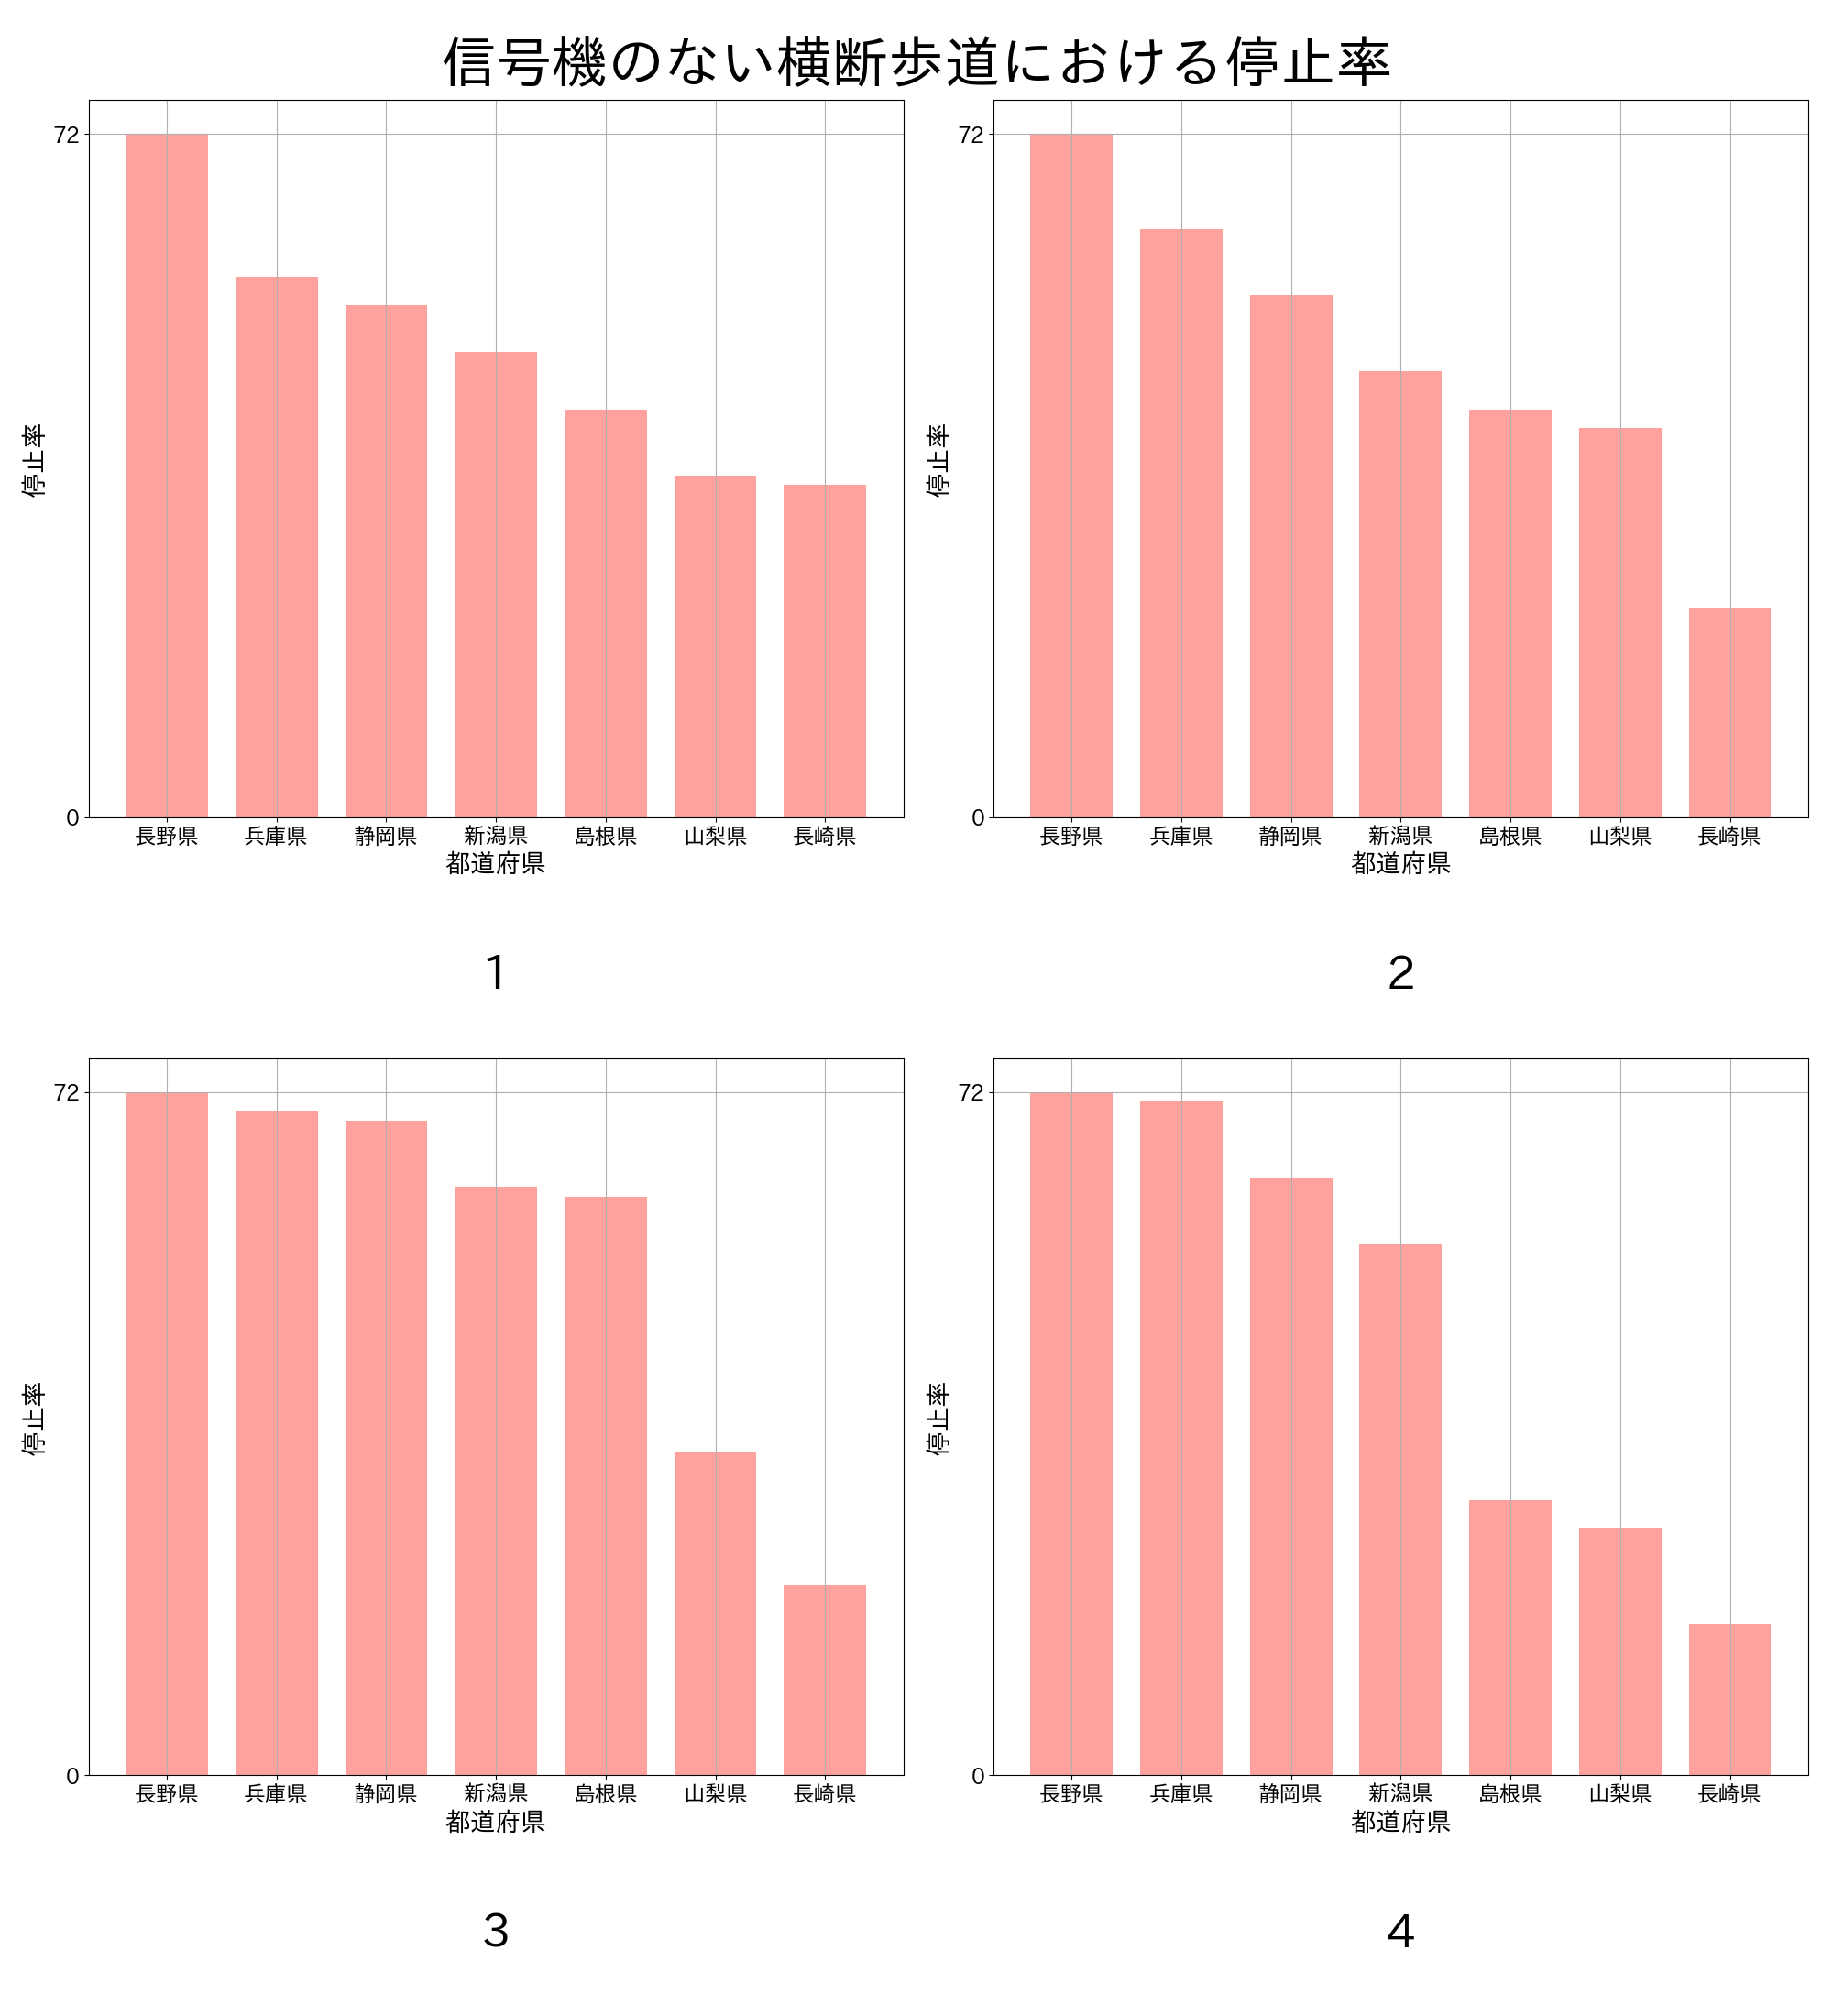 信号機のない横断歩道における停止率
72
0
停止率
長野県 兵庫県 静岡県 新潟県 島根県 山梨県 長崎県
都道府県
1
72
0
停止率
長野県 兵庫県 静岡県 新潟県 島根県 山梨県 長崎県
都道府県
2
72
0
停止率
長野県 兵庫県 静岡県 新潟県 島根県 山梨県 長崎県
都道府県
3
72
0
停止率
長野県 兵庫県 静岡県 新潟県 島根県 山梨県 長崎県
都道府県
4